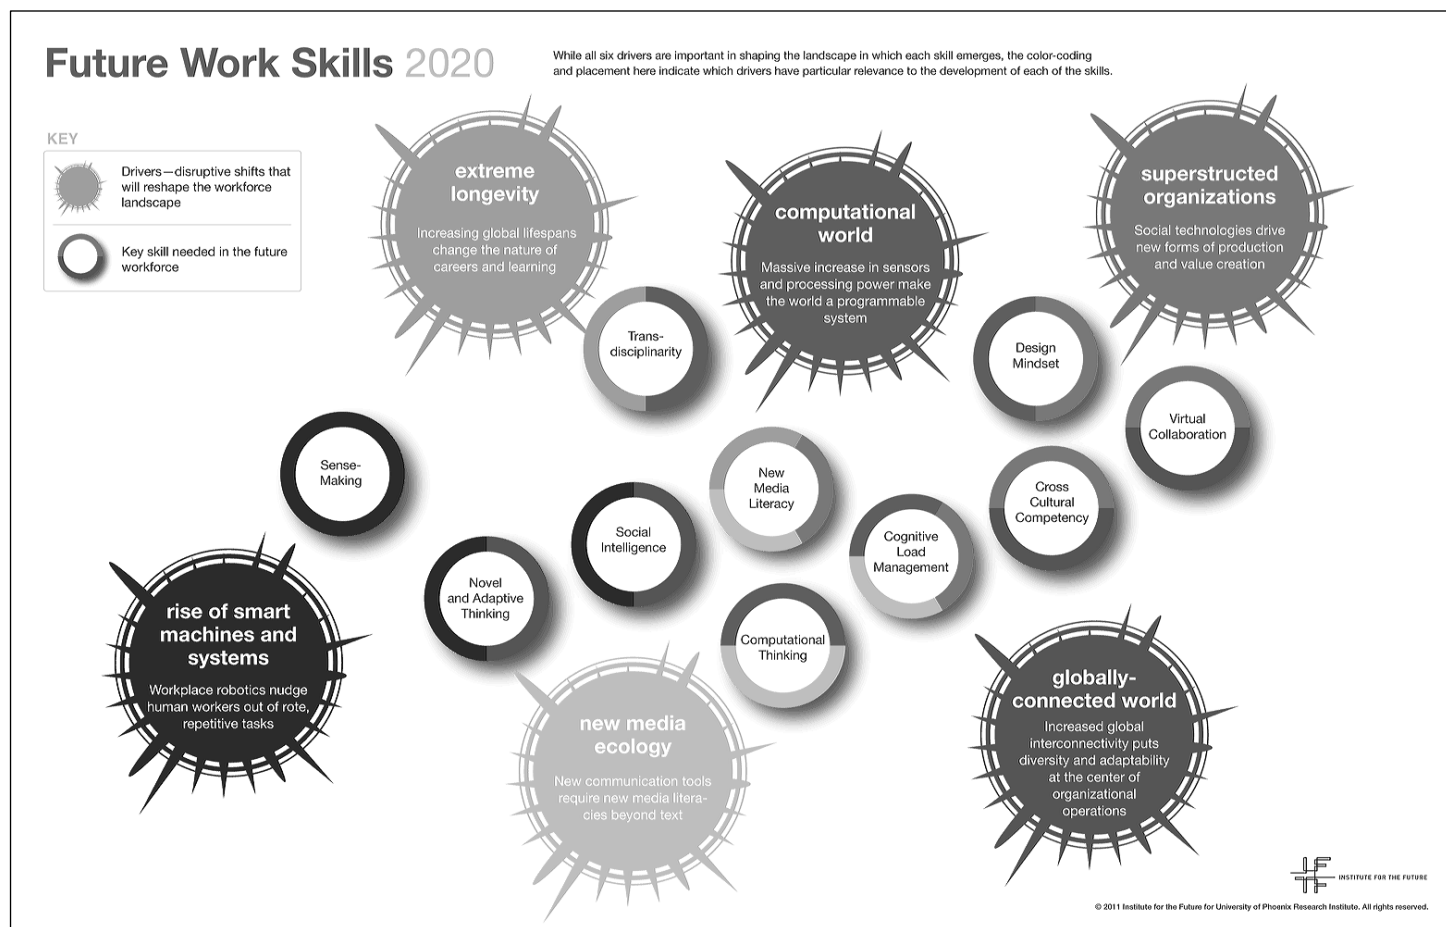 Future Work Skills 2020
While all six drivers are important in shaping the landscape in which each skill emerges, the color-coding
and placement here indicate which drivers have particular relevance to the development of each of the skills.
KEY
Drivers—disruptive shifts that
will reshape the workforce
landscape
Key skill needed in the future
workforce
extreme
longevity
Increasing global lifespans
change the nature of
careers and learning
computational
world
Massive increase in sensors
and processing power make
the world a programmable
system
superstructed
organizations
Social technologies drive
new forms of production
and value creation
Trans-
disciplinarity
Design
Mindset
Virtual
Collaboration
Sense-
Making
New
Media
Literacy
Cross
Cultural
Competency
Social
Intelligence
Cognitive
Load
Management
Novel
and Adaptive
Thinking
Computational
Thinking
rise of smart
machines and
systems
Workplace robotics nudge
human workers out of rote,
repetitive tasks
new media
ecology
New communication tools
require new media litera-
cies beyond text
globally-
connected world
Increased global
interconnectivity puts
diversity and adaptability
at the center of
organizational
operations
INSTITUTE FOR THE FUTURE
© 2011 Institute for the Future for University of Phoenix Research Institute. All rights reserved.